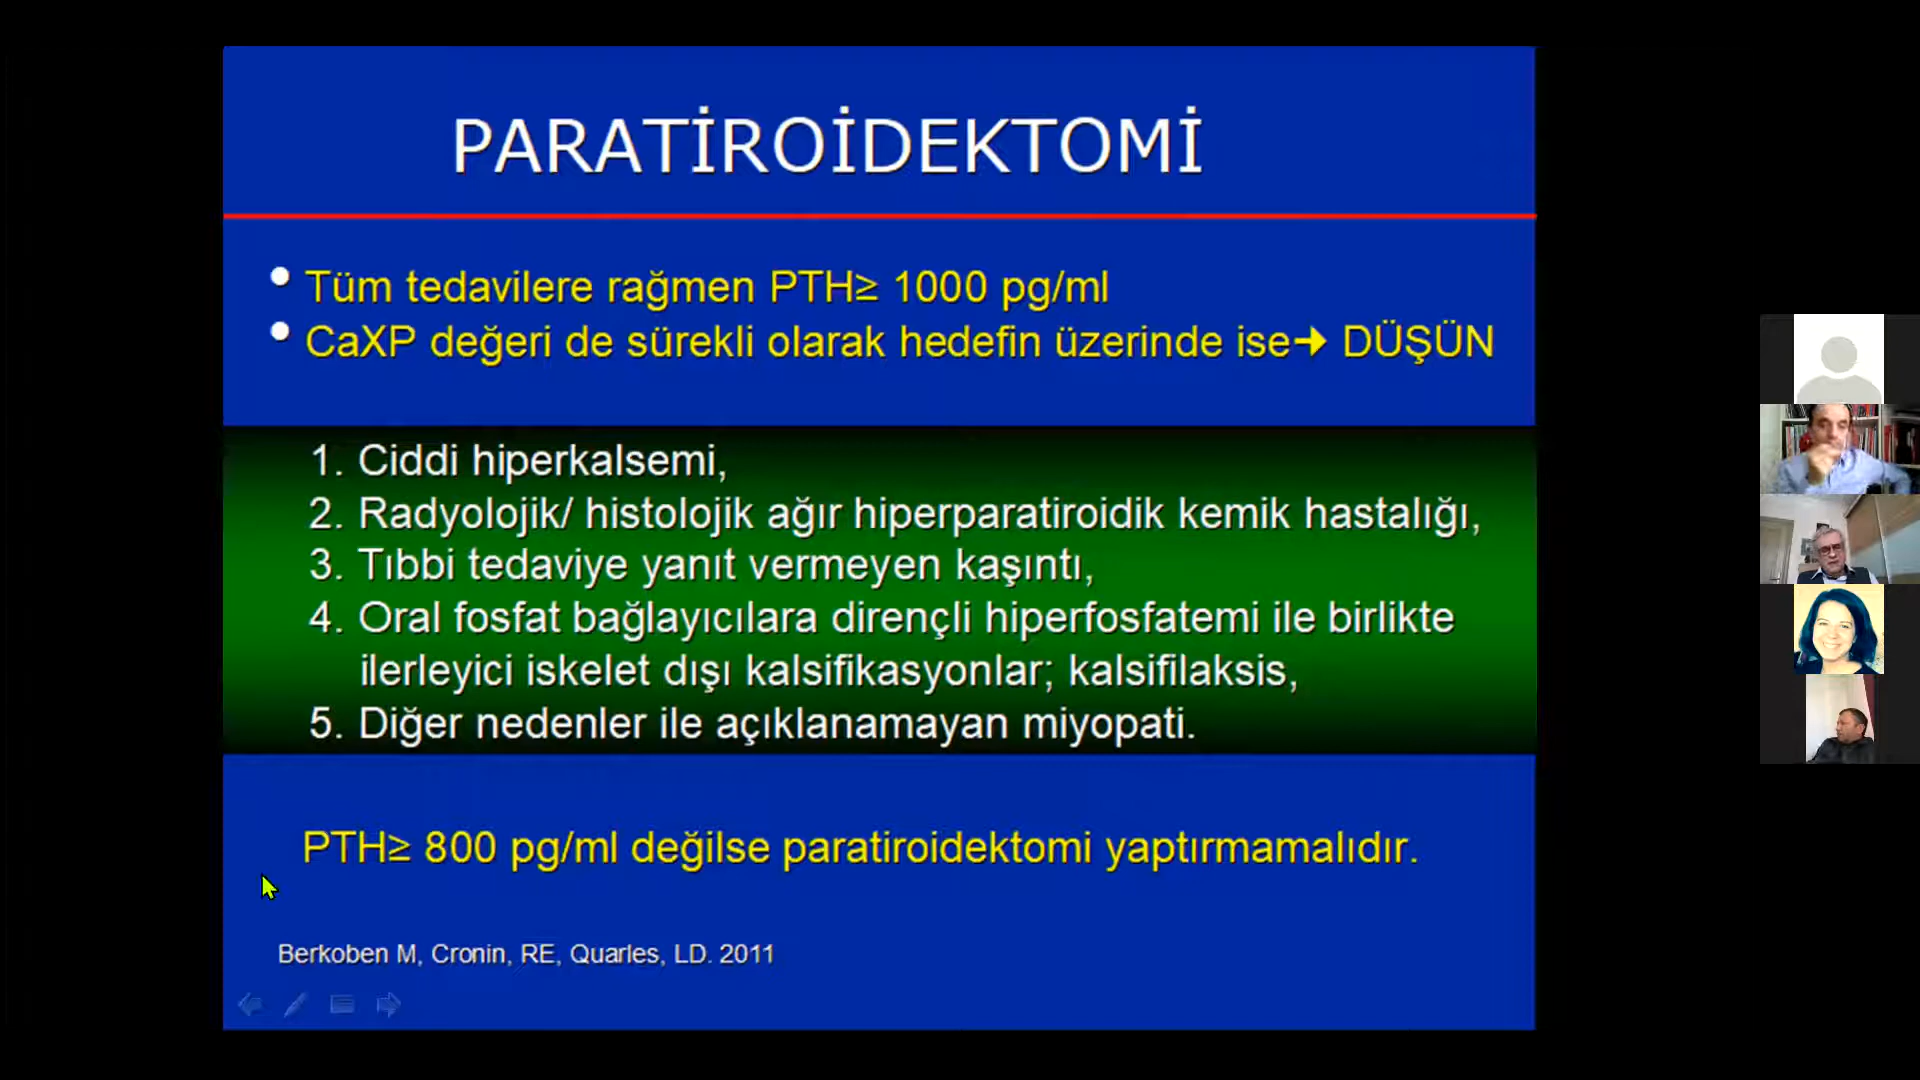 PARATİROİDEKTOMİ
• Tüm tedavilere rağmen PTH≥ 1000 pg/ml
• CaXP değeri de sürekli olarak hedefin üzerinde ise→ DÜŞÜN
1. Ciddi hiperkalsemi,
2. Radyolojik/ histolojik ağır hiperparatiroidik kemik hastalığı,
3. Tıbbi tedaviye yanıt vermeyen kaşıntı,
4. Oral fosfat bağlayıcılara dirençli hiperfosfatemi ile birlikte
ilerleyici iskelet dışı kalsifikasyonlar; kalsifilaksis,
5. Diğer nedenler ile açıklanamayan miyopati.
PTH≥ 800 pg/ml değilse paratiroidektomi yaptırmamalıdır.
Berkoben M, Cronin, RE, Quarles, LD. 2011